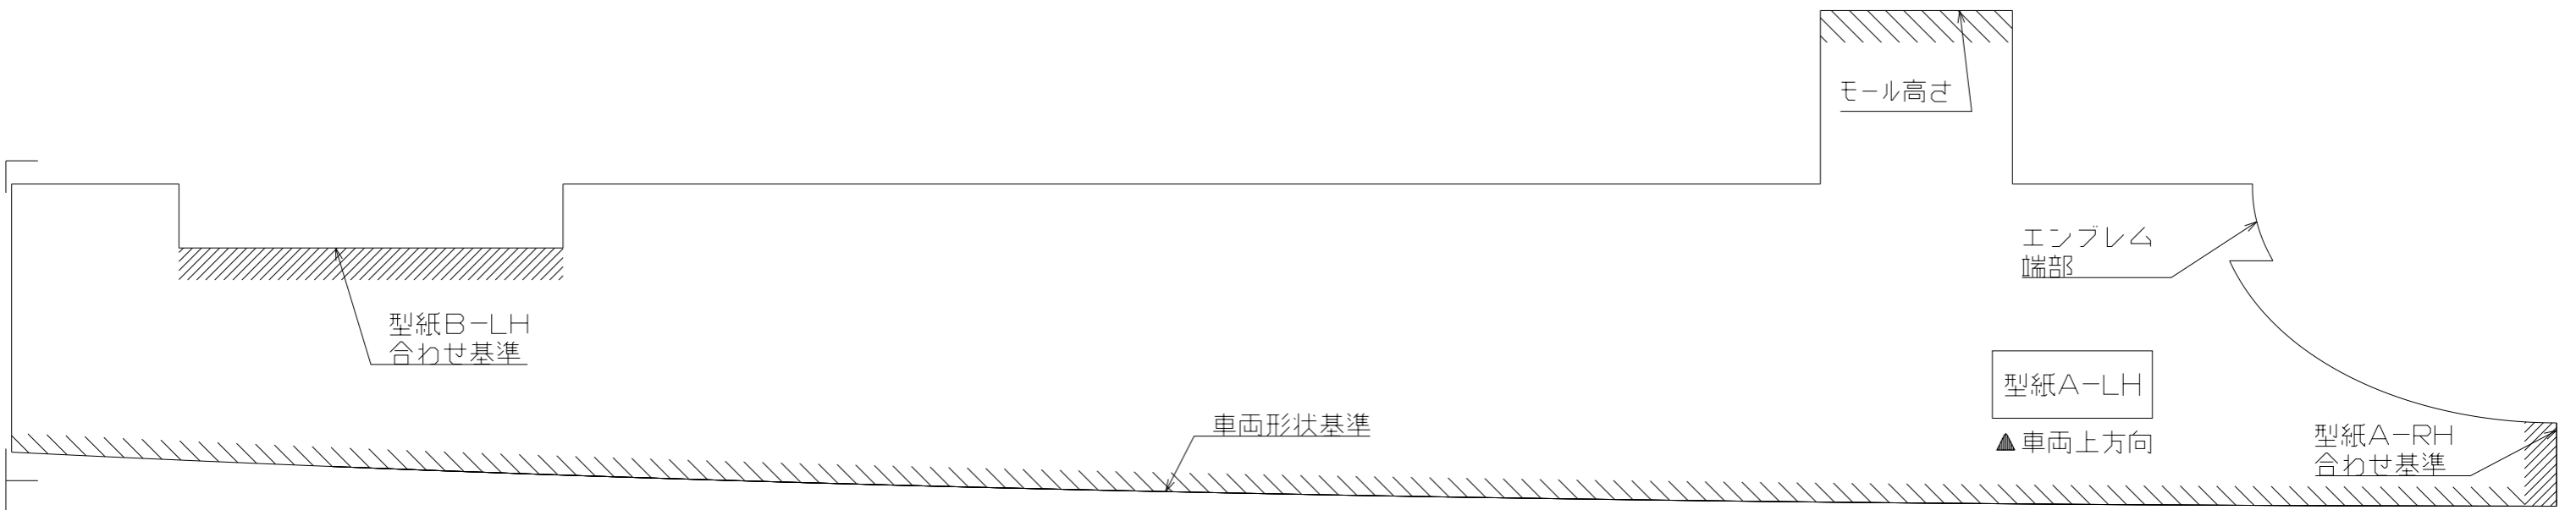 モール高さ
エンブレム
端部
型紙B-LH
合わせ基準
型紙A-LH
車両形状基準
▲車両上方向
型紙A-RH
合わせ基準